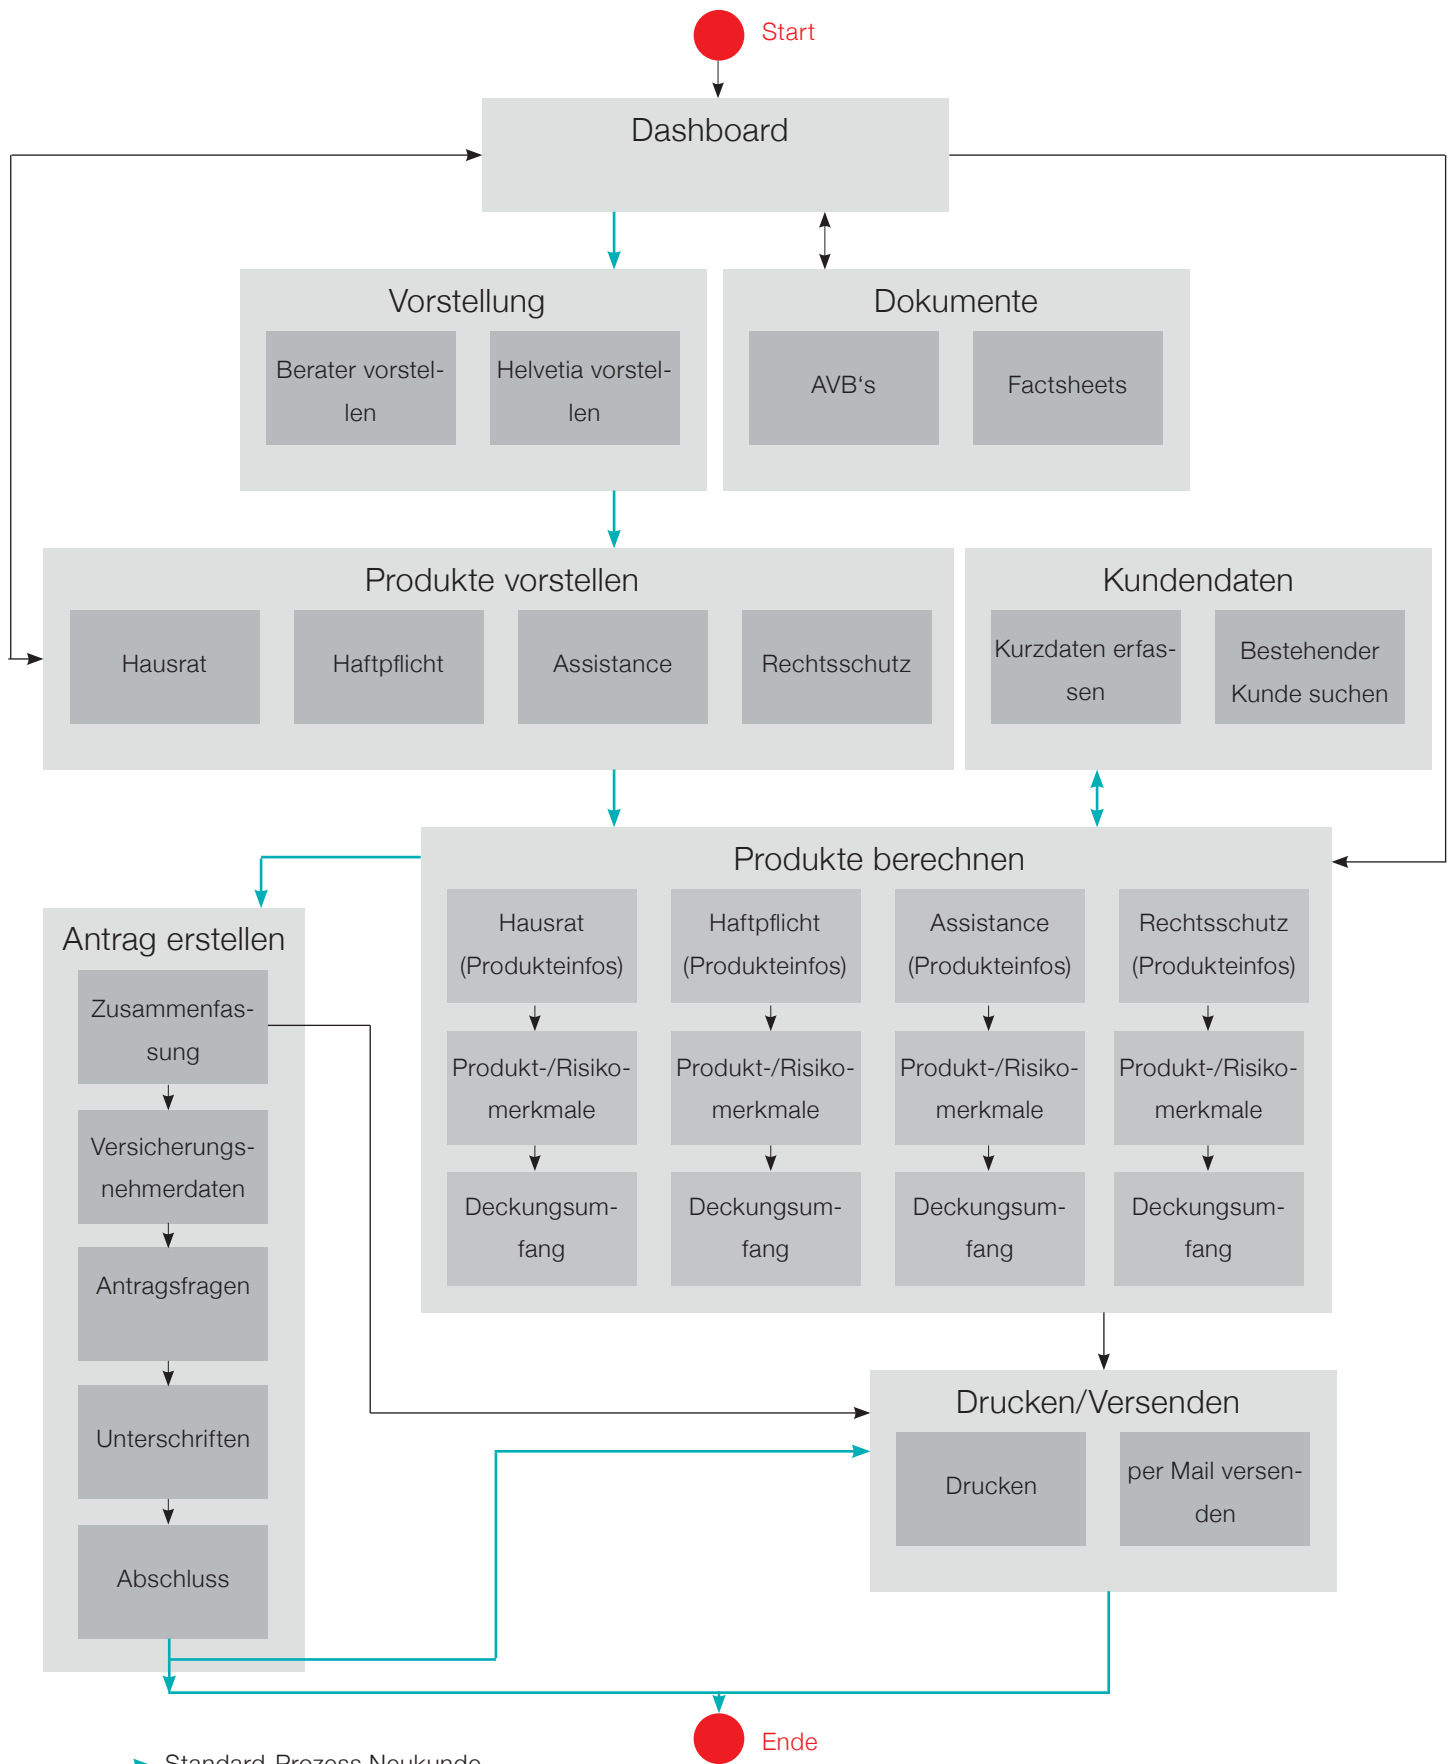 Start
Dashboard
Vorstellung
Berater vorstel-
len
Helvetia vorstel-
len
Dokumente
AVB‘s
Factsheets
Produkte vorstellen
Hausrat
Haftpflicht
Assistance
Rechtsschutz
Kundendaten
Kurzdaten erfas-
sen
Bestehender
Kunde suchen
Produkte berechnen
Hausrat
(Produkteinfos)
Haftpflicht
(Produkteinfos)
Assistance
(Produkteinfos)
Rechtsschutz
(Produkteinfos)
Produkt-/Risiko-
merkmale
Produkt-/Risiko-
merkmale
Produkt-/Risiko-
merkmale
Produkt-/Risiko-
merkmale
Deckungsum-
fang
Deckungsum-
fang
Deckungsum-
fang
Deckungsum-
fang
Antrag erstellen
Zusammenfas-
sung
Versicherungs-
nehmerdaten
Antragsfragen
Unterschriften
Abschluss
Drucken/Versenden
Drucken
per Mail versen-
den
Ende
Standard-Prozess Neukunde